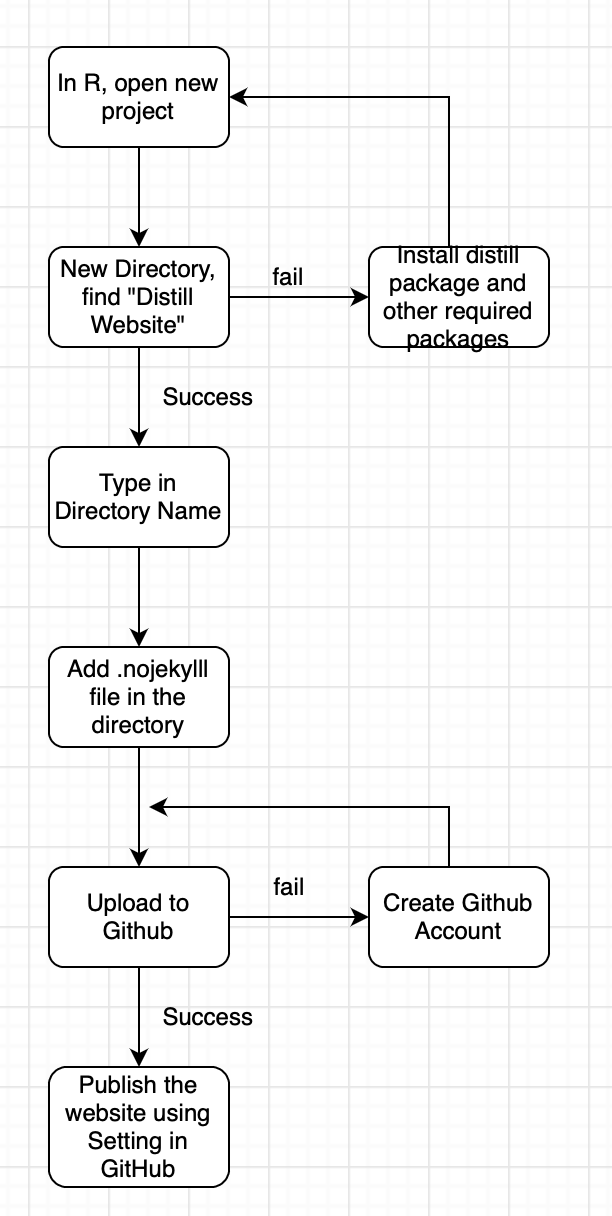 In R, open new
project
New Directory,
find "Distill
Website"
fail
Install distill
package and
other required
packages
Success
Type in
Directory Name
Add .nojekylll
file in the
directory
Upload to
Github
fail
Create Github
Account
Success
Publish the
website using
Setting in
GitHub